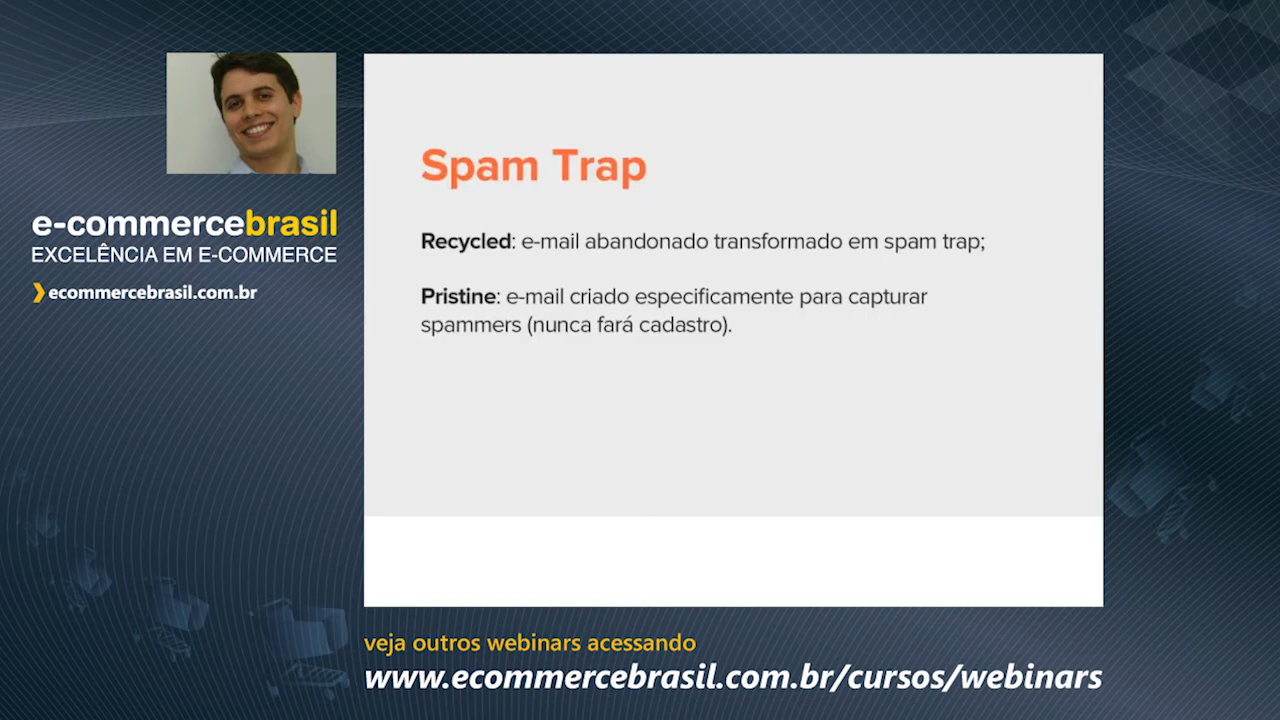 e-commercebrasil
EXCELÊNCIA EM E-COMMERCE
ecommercebrasil.com.br
Spam Trap
Recycled: e-mail abandonado transformado em spam trap;
Pristine: e-mail criado especificamente para capturar
spammers (nunca fará cadastro).
veja outros webinars acessando
www.ecommercebrasil.com.br/cursos/webinars